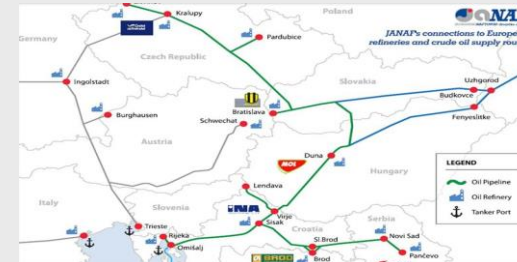 Kralupy
Poland
JANAF
Germany
Pardubice
JANAF's connections to Europe
refineries and crude oil supply rou
Czech Republic
Ingolstadt
Slovakia
Uzhgorod
Budkovce
Bratislava
Burghausen
Schwechat
Fenyeslitke
Austria
Duna
MOL
Hungary
LEGEND
Oil Pipeline
Lendava
Oil Refinery
Italy
Slovenia
INA
Virje
Tanker Port
Sisak
Serbia
Trieste
Croatia
Rijeka
Sl.Brod
Novi Sad
Omišalj
BROD
Brod
Pančevo